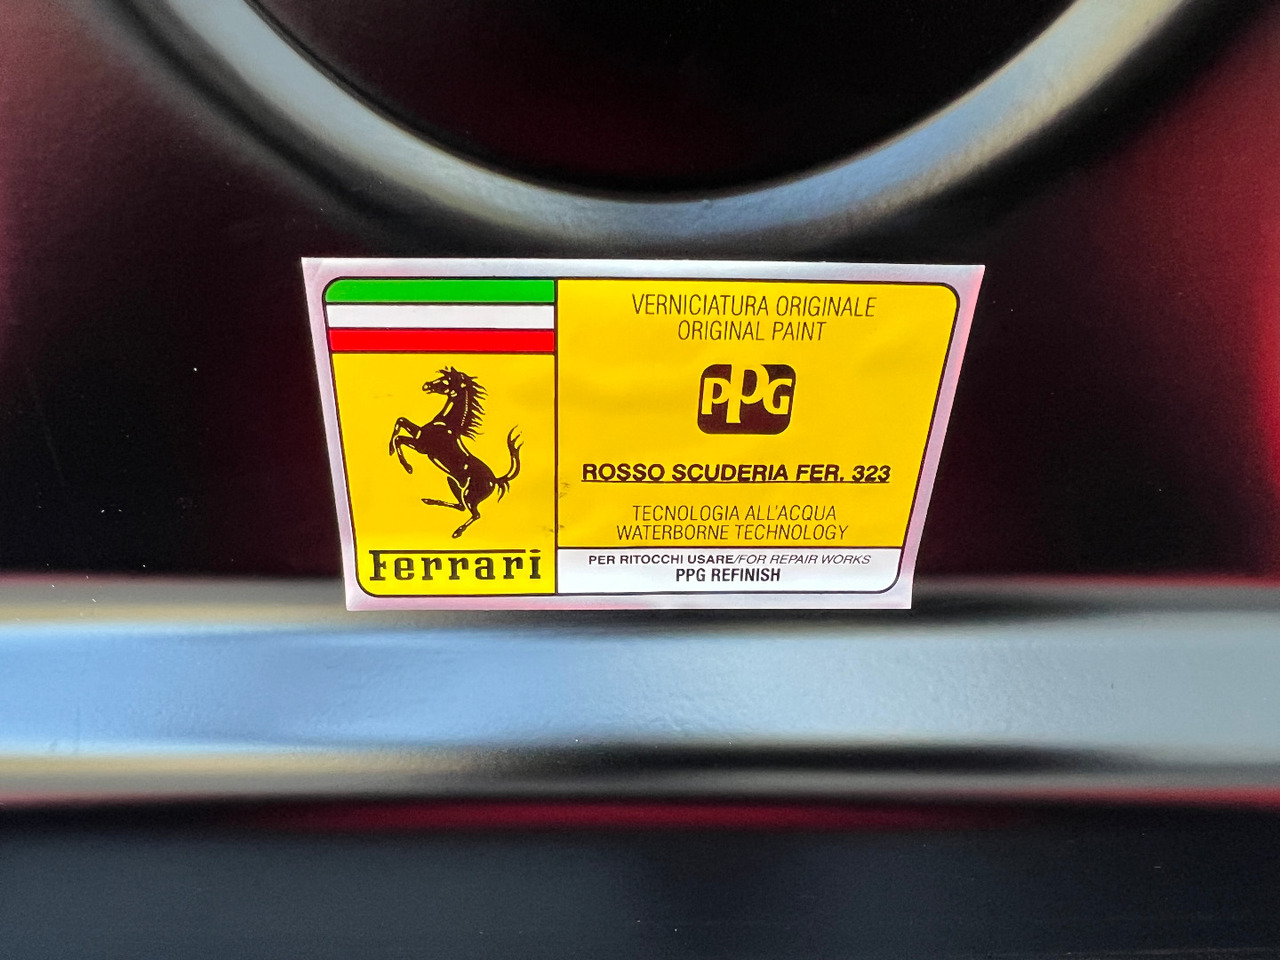 VERNICIATURA ORIGINALE
ORIGINAL PAINT
PPG
ROSSO SCUDERIA FER. 323
TECNOLOGIA ALL'ACQUA
WATERBORNE TECHNOLOGY
Ferrari
PER RITOCCHI USARE/FOR REPAIR WORKS
PPG REFINISH